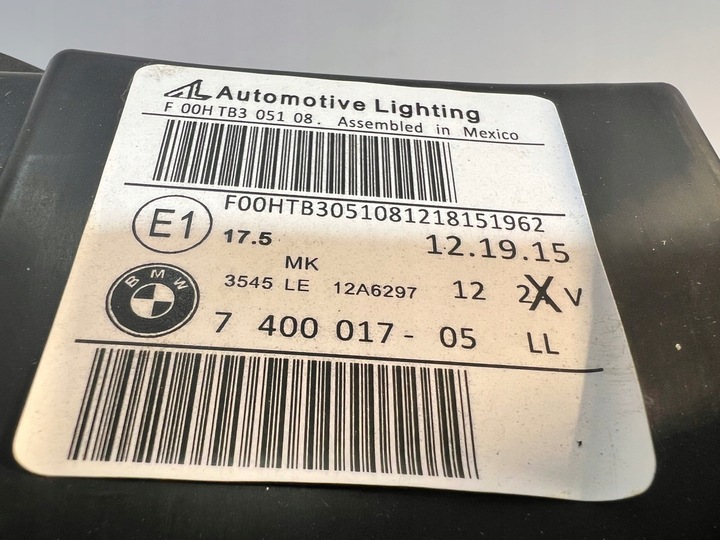 AL Automotive Lighting
F 00H TB3 051 08. Assembled in Mexico
F00HTB3051081218151962
E1 17.5 12.19.15
MK
3545 LE 12A6297 12 24 V
BMW 7 400 017 - 05 LL